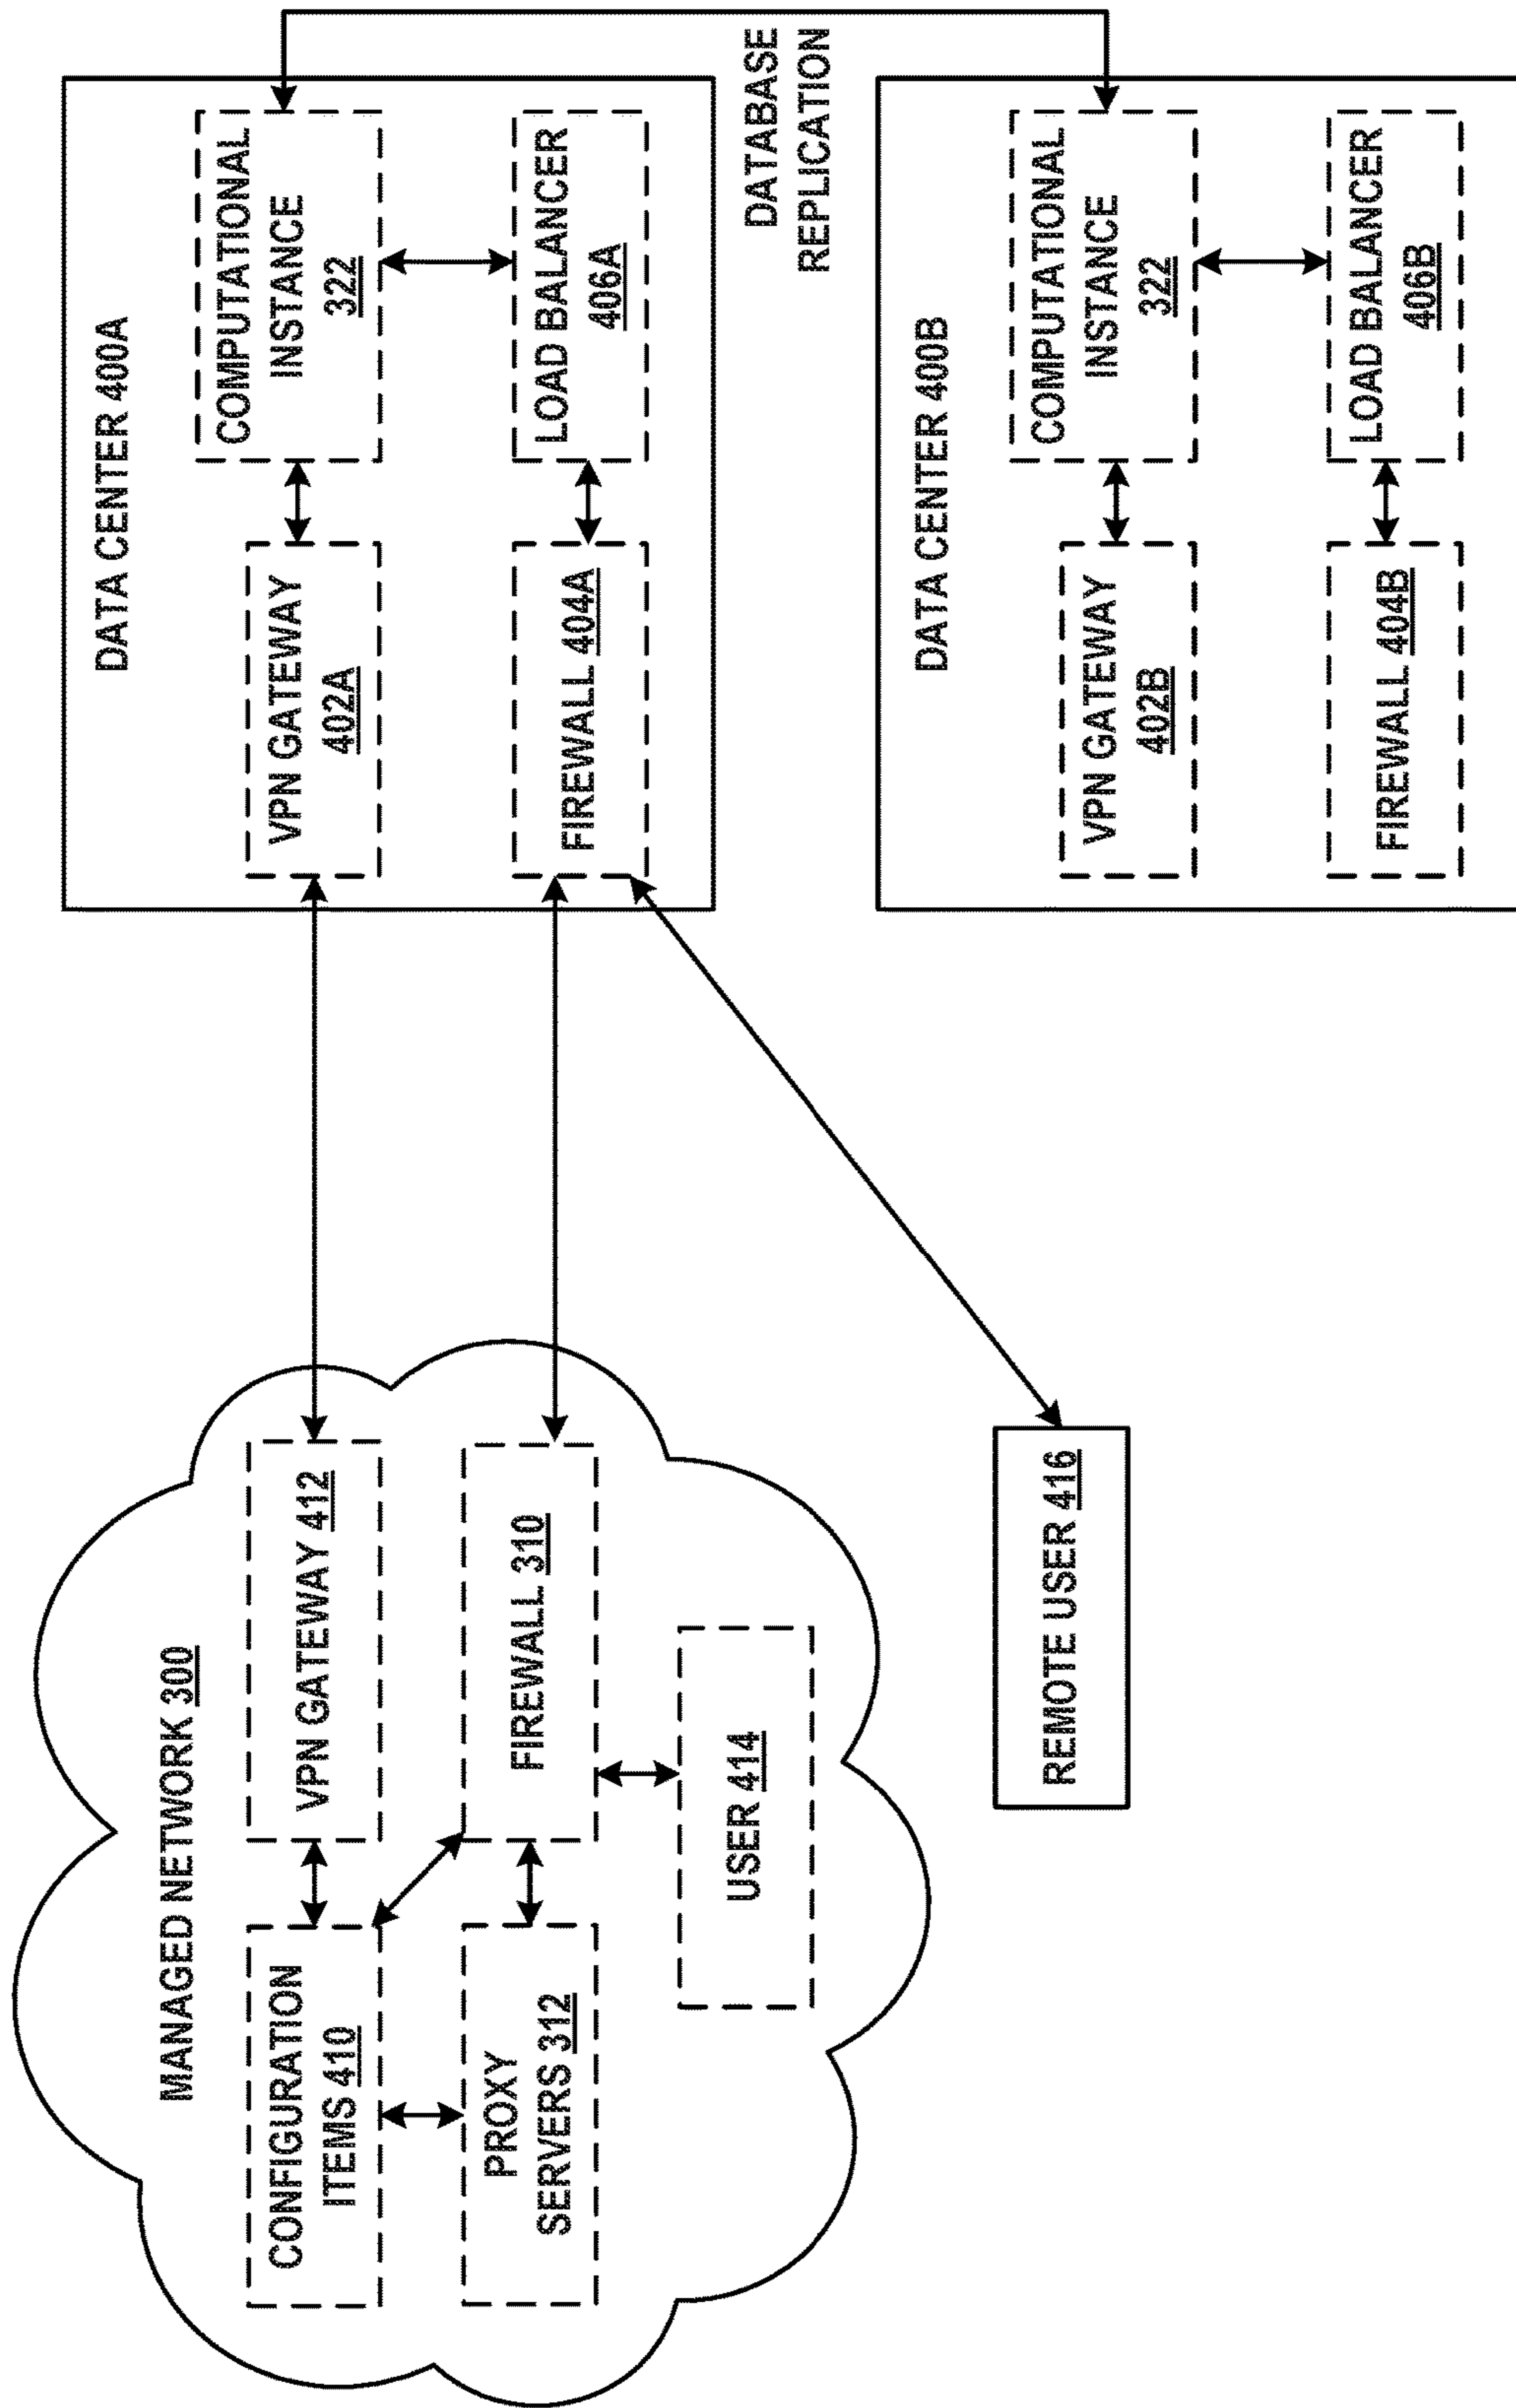 MANAGED NETWORK 300
CONFIGURATION
ITEMS 410
VPN GATEWAY 412
PROXY
SERVERS 312
FIREWALL 310
USER 414
REMOTE USER 416
DATA CENTER 400A
VPN GATEWAY
402A
COMPUTATIONAL
INSTANCE
322
FIREWALL 404A
LOAD BALANCER
406A
DATABASE
REPLICATION
DATA CENTER 400B
VPN GATEWAY
402B
COMPUTATIONAL
INSTANCE
322
FIREWALL 404B
LOAD BALANCER
406B